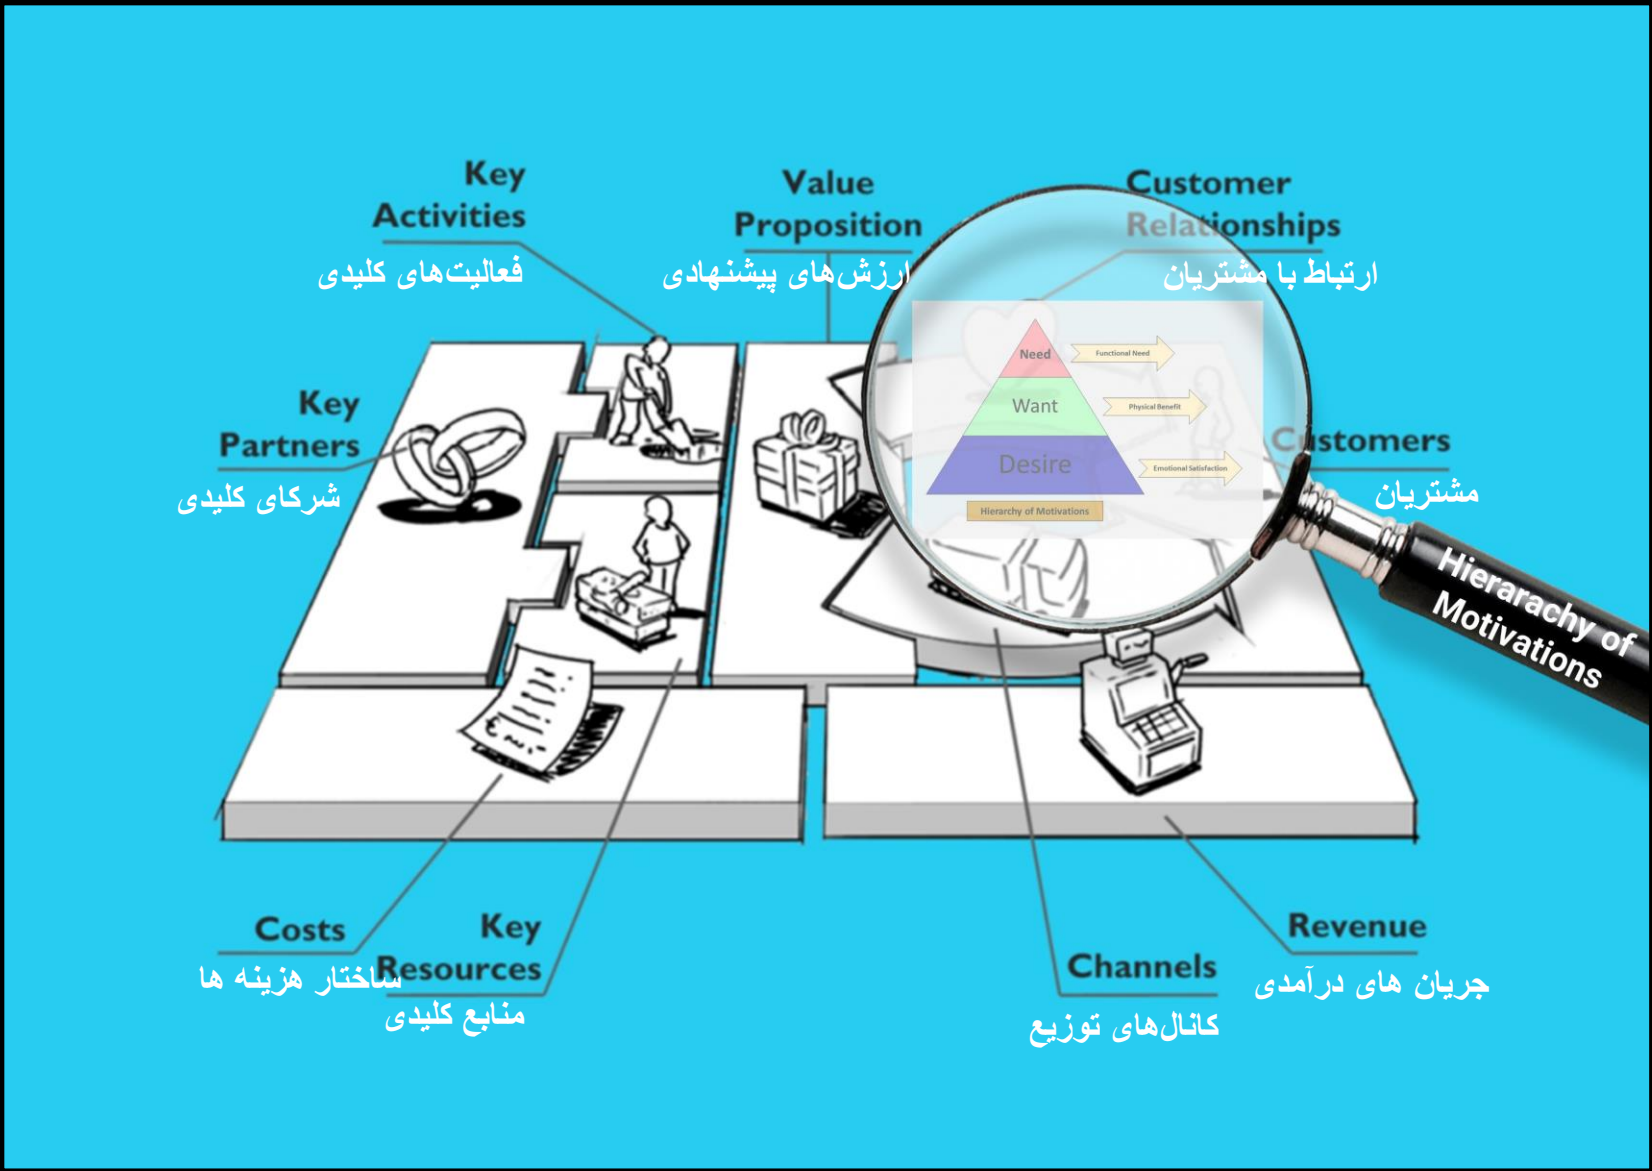 Key
Activities
فعالیت‌های کلیدی
Value
Proposition
ارزش‌های پیشنهادی
Customer
Relationships
ارتباط با مشتریان
Key
Partners
شرکای کلیدی
Need
Functional Need
Want
Physical Benefit
Desire
Emotional Satisfaction
Hierarchy of Motivations
Customers
مشتریان
Hierarachy of
Motivations
Costs
ساختار هزینه ها
Key
Resources
منابع کلیدی
Channels
کانال‌های توزیع
Revenue
جریان های درآمدی